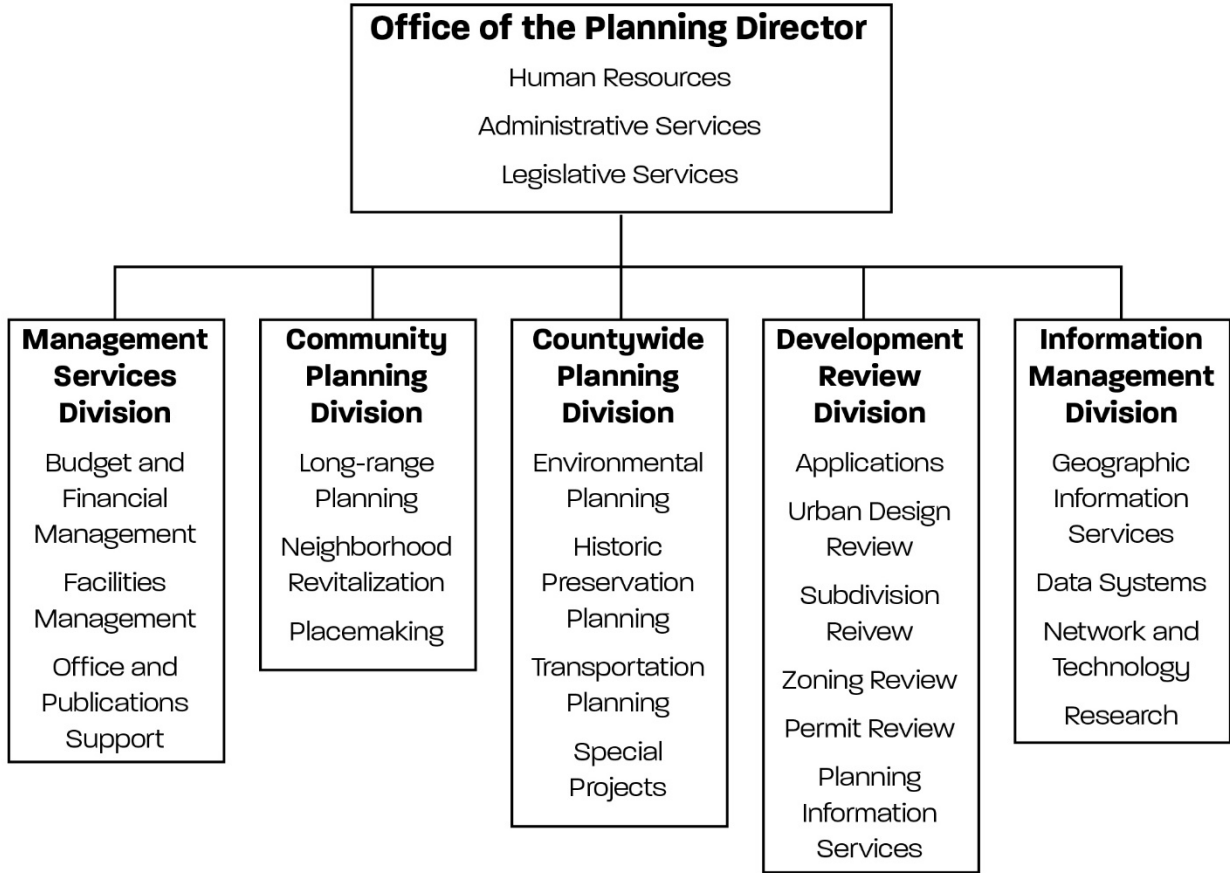 Office of the Planning Director
Human Resources
Administrative Services
Legislative Services
Management
Services
Division
Budget and
Financial
Management
Facilities
Management
Office and
Publications
Support
Community
Planning
Division
Long-range
Planning
Neighborhood
Revitalization
Placemaking
Countywide
Planning
Division
Environmental
Planning
Historic
Preservation
Planning
Transportation
Planning
Special
Projects
Development
Review
Division
Applications
Urban Design
Review
Subdivision
Reivew
Zoning Review
Permit Review
Planning
Information
Services
Information
Management
Division
Geographic
Information
Services
Data Systems
Network and
Technology
Research